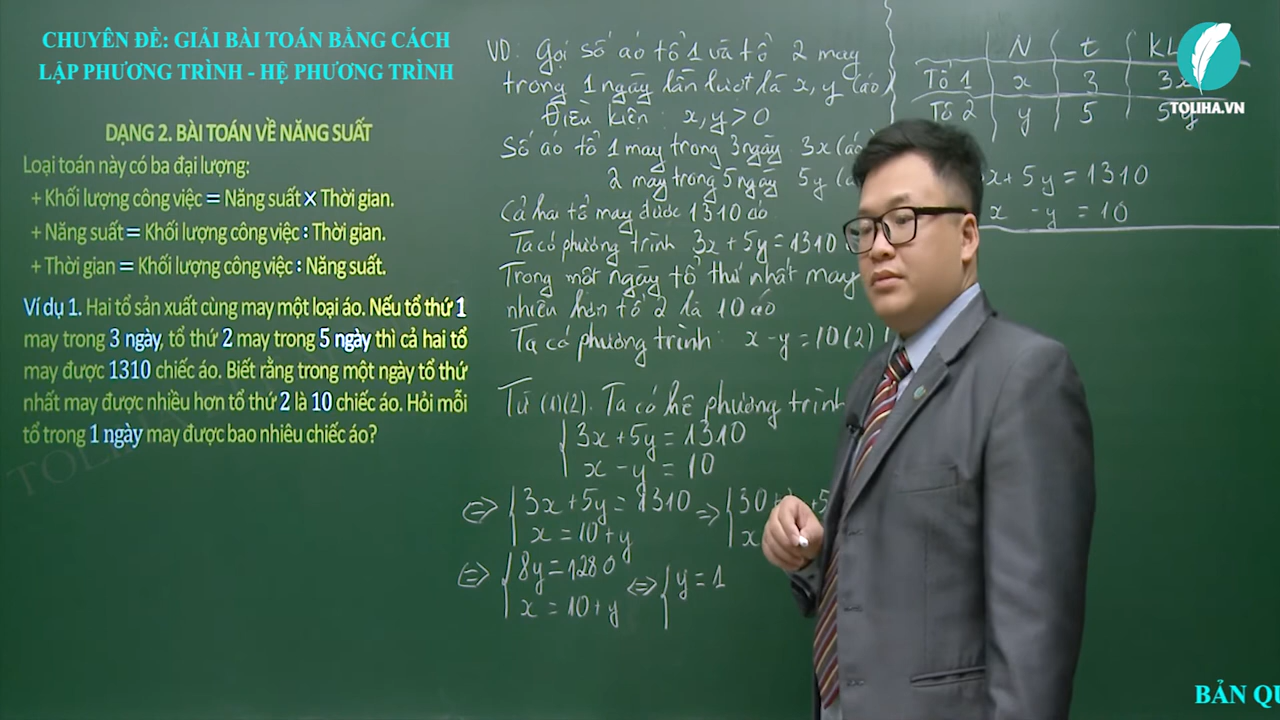 CHUYÊN ĐỀ: GIẢI BÀI TOÁN BẰNG CÁCH
LẬP PHƯƠNG TRÌNH - HỆ PHƯƠNG TRÌNH
DẠNG 2. BÀI TOÁN VỀ NĂNG SUẤT
Loại toán này có ba đại lượng:
+ Khối lượng công việc = Năng suất × Thời gian.
+ Năng suất = Khối lượng công việc : Thời gian.
+ Thời gian = Khối lượng công việc : Năng suất.
Ví dụ 1. Hai tổ sản xuất cùng may một loại áo. Nếu tổ thứ 1
may trong 3 ngày, tổ thứ 2 may trong 5 ngày thì cả hai tổ
may được 1310 chiếc áo. Biết rằng trong một ngày tổ thứ
nhất may được nhiều hơn tổ thứ 2 là 10 chiếc áo. Hỏi mỗi
tổ trong 1 ngày may được bao nhiêu chiếc áo?
VD: Gọi số áo tổ 1 và tổ 2 may
trong 1 ngày lần lượt là x, y (áo)
Điều kiện: x, y > 0
Số áo tổ 1 may trong 3 ngày 3x (áo)
2 may trong 5 ngày 5y
Cả hai tổ may được 1310 áo
Ta có phương trình 3x + 5y = 1310
Trong một ngày tổ thứ nhất may
nhiều hơn tổ 2 là 10 áo
Ta có phương trình: x - y = 10 (2)
Từ (1)(2). Ta có hệ phương trình
3x + 5y = 1310
x - y = 10
⇔ 3x + 5y = 1310 ⇒ 30 +
x = 10 + y x
⇔ 8y = 1280 ⇔ y = 1
x = 10 + y
N t KL
Tổ 1 x 3 3x
Tổ 2 y 5 5y
x + 5y = 1310
x - y = 10
TOLIHA.VN
TOLIHA
BẢN